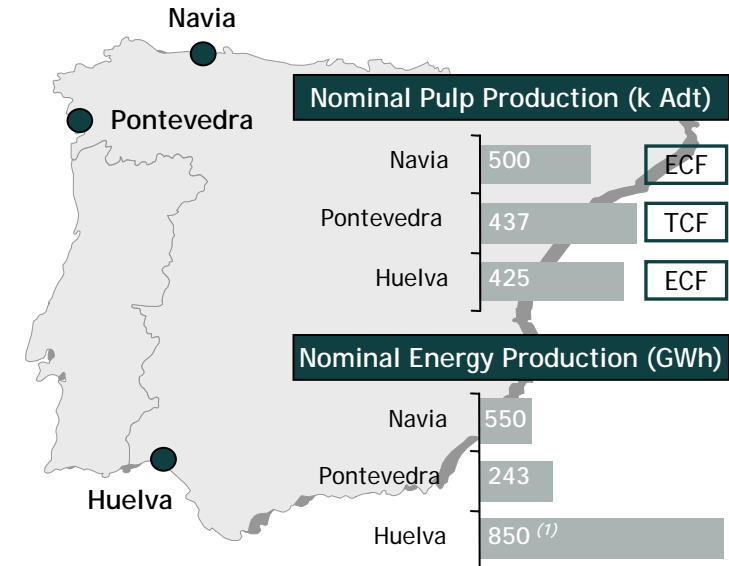 Navia
Pontevedra
Nominal Pulp Production (k Adt)
Navia 500 ECF
Pontevedra 437 TCF
Huelva 425 ECF
Nominal Energy Production (GWh)
Navia 550
Pontevedra 243
Huelva
Huelva 850 (1)